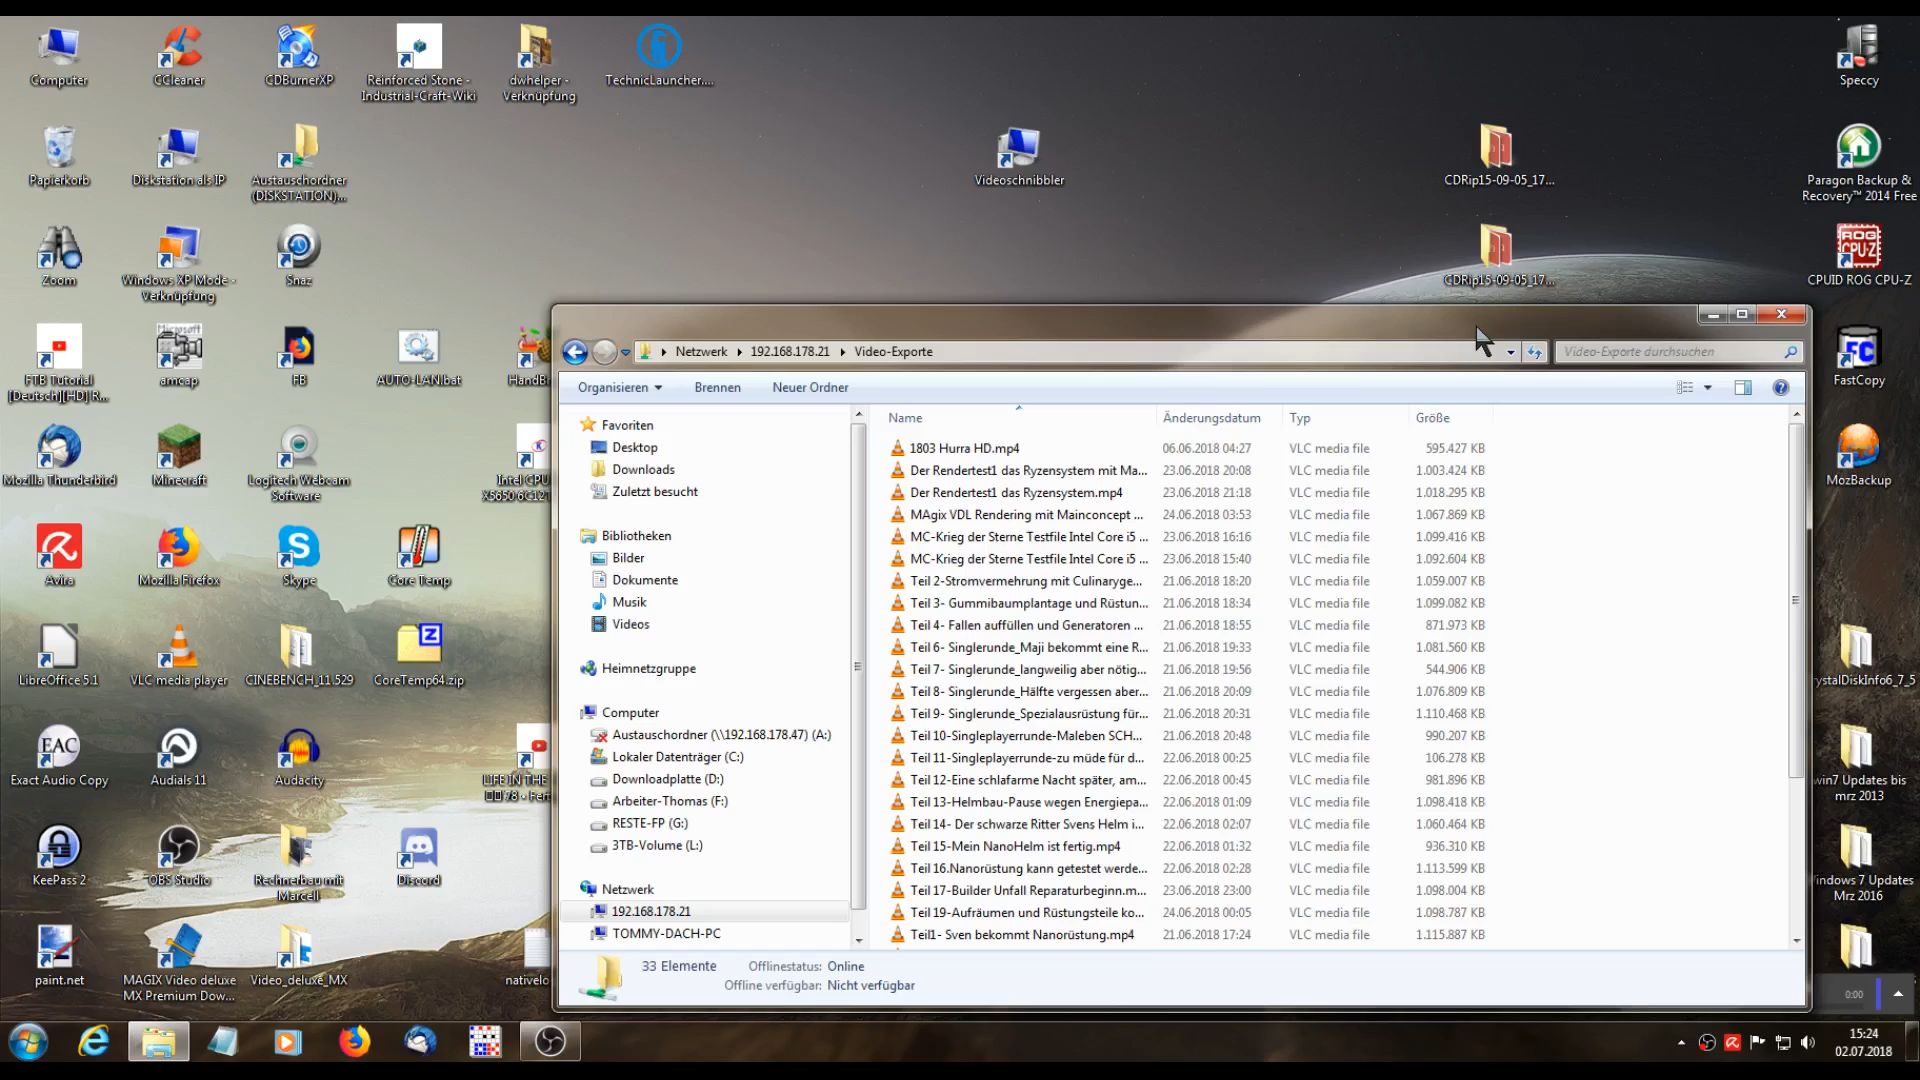 Computer
CCleaner
CDBurnerXP
Reinforced Stone -
Industrial-Craft-Wiki
dwhelper -
Verknüpfung
TechnicLauncher....
Speccy
Papierkorb
Diskstation als IP
Austauschordner
(DISKSTATION)...
Videoschnibbler
CDRip15-09-05_17...
Paragon Backup &
Recovery™ 2014 Free
Zoom
Windows XP Mode -
Verknüpfung
Snaz
CDRip15-09-05_17...
ROG
CPU-Z
CPUID ROG CPU-Z
FTB Tutorial
[Deutsch][HD] R...
Microsoft
amcap
FB
AUTO-LAN.bat
HandBr
FC
FastCopy
Mozilla Thunderbird
Minecraft
Logitech Webcam
Software
Intel CPU
X5650 6C12T
MozBackup
Avira
Mozilla Firefox
Skype
Core Temp
LibreOffice 5.1
VLC media player
CINEBENCH_11.529
CoreTemp64.zip
ystalDiskInfo6_7_5
EAC
Exact Audio Copy
Audials 11
Audacity
LIFE IN THE
win7 Updates bis
mrz 2013
KeePass 2
OBS Studio
Rechnerbau mit
Marcell
Discord
indows 7 Updates
Mrz 2016
paint.net
MAGIX Video deluxe
MX Premium Dow...
Video_deluxe_MX
nativelo
Netzwerk 192.168.178.21 Video-Exporte
Video-Exporte durchsuchen
Organisieren Brennen Neuer Ordner
Favoriten
Desktop
Downloads
Zuletzt besucht
Bibliotheken
Bilder
Dokumente
Musik
Videos
Heimnetzgruppe
Computer
Austauschordner (\\192.168.178.47) (A:)
Lokaler Datenträger (C:)
Downloadplatte (D:)
Arbeiter-Thomas (F:)
RESTE-FP (G:)
3TB-Volume (L:)
Netzwerk
192.168.178.21
TOMMY-DACH-PC
Name Änderungsdatum Typ Größe
1803 Hurra HD.mp4 06.06.2018 04:27 VLC media file 595.427 KB
Der Rendertest1 das Ryzensystem mit Ma... 23.06.2018 20:08 VLC media file 1.003.424 KB
Der Rendertest1 das Ryzensystem.mp4 23.06.2018 21:18 VLC media file 1.018.295 KB
MAgix VDL Rendering mit Mainconcept ... 24.06.2018 03:53 VLC media file 1.067.869 KB
MC-Krieg der Sterne Testfile Intel Core i5 ... 23.06.2018 16:16 VLC media file 1.099.416 KB
MC-Krieg der Sterne Testfile Intel Core i5 ... 23.06.2018 15:40 VLC media file 1.092.604 KB
Teil 2-Stromvermehrung mit Culinaryge... 21.06.2018 18:20 VLC media file 1.059.007 KB
Teil 3- Gummibaumplantage und Rüstun... 21.06.2018 18:34 VLC media file 1.099.082 KB
Teil 4- Fallen auffüllen und Generatoren ... 21.06.2018 18:55 VLC media file 871.973 KB
Teil 6- Singlerunde_Maji bekommt eine R... 21.06.2018 19:33 VLC media file 1.081.560 KB
Teil 7- Singlerunde_langweilig aber nötig... 21.06.2018 19:56 VLC media file 544.906 KB
Teil 8- Singlerunde_Hälfte vergessen aber... 21.06.2018 20:09 VLC media file 1.076.809 KB
Teil 9- Singlerunde_Spezialausrüstung für... 21.06.2018 20:31 VLC media file 1.110.468 KB
Teil 10-Singleplayerrunde-Maleben SCH... 21.06.2018 20:48 VLC media file 990.207 KB
Teil 11-Singleplayerrunde-zu müde für d... 22.06.2018 00:25 VLC media file 106.278 KB
Teil 12-Eine schlafarme Nacht später, am... 22.06.2018 00:45 VLC media file 981.896 KB
Teil 13-Helmbau-Pause wegen Energiepa... 22.06.2018 01:09 VLC media file 1.098.418 KB
Teil 14- Der schwarze Ritter Svens Helm i... 22.06.2018 02:07 VLC media file 1.060.464 KB
Teil 15-Mein NanoHelm ist fertig.mp4 22.06.2018 01:32 VLC media file 936.310 KB
Teil 16.Nanorüstung kann getestet werde... 22.06.2018 02:28 VLC media file 1.113.599 KB
Teil 17-Builder Unfall Reparaturbeginn.m... 23.06.2018 23:00 VLC media file 1.098.004 KB
Teil 19-Aufräumen und Rüstungsteile ko... 24.06.2018 00:05 VLC media file 1.098.787 KB
Teil1- Sven bekommt Nanorüstung.mp4 21.06.2018 17:24 VLC media file 1.115.887 KB
33 Elemente Offlinestatus: Online
Offline verfügbar: Nicht verfügbar
0:00
15:24
02.07.2018